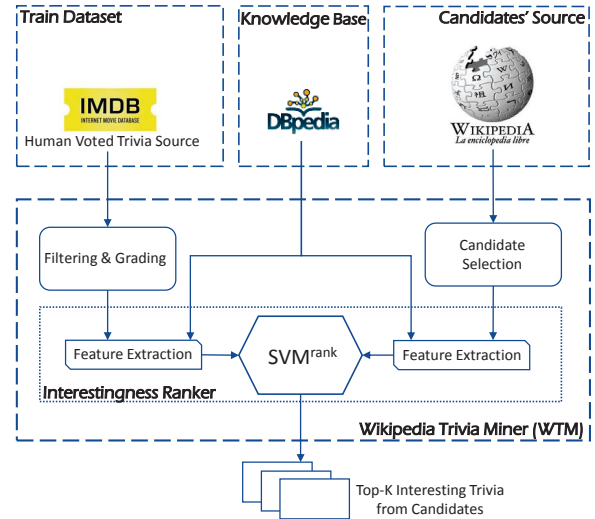 Train Dataset
Knowledge Base
Candidates' Source
IMDB
INTERNET MOVIE DATABASE
Human Voted Trivia Source
DBpedia
WIKIPEDIA
La enciclopedia libre
Filtering & Grading
Candidate
Selection
Feature Extraction
SVMrank
Feature Extraction
Interestingness Ranker
Wikipedia Trivia Miner (WTM)
Top-K Interesting Trivia
from Candidates